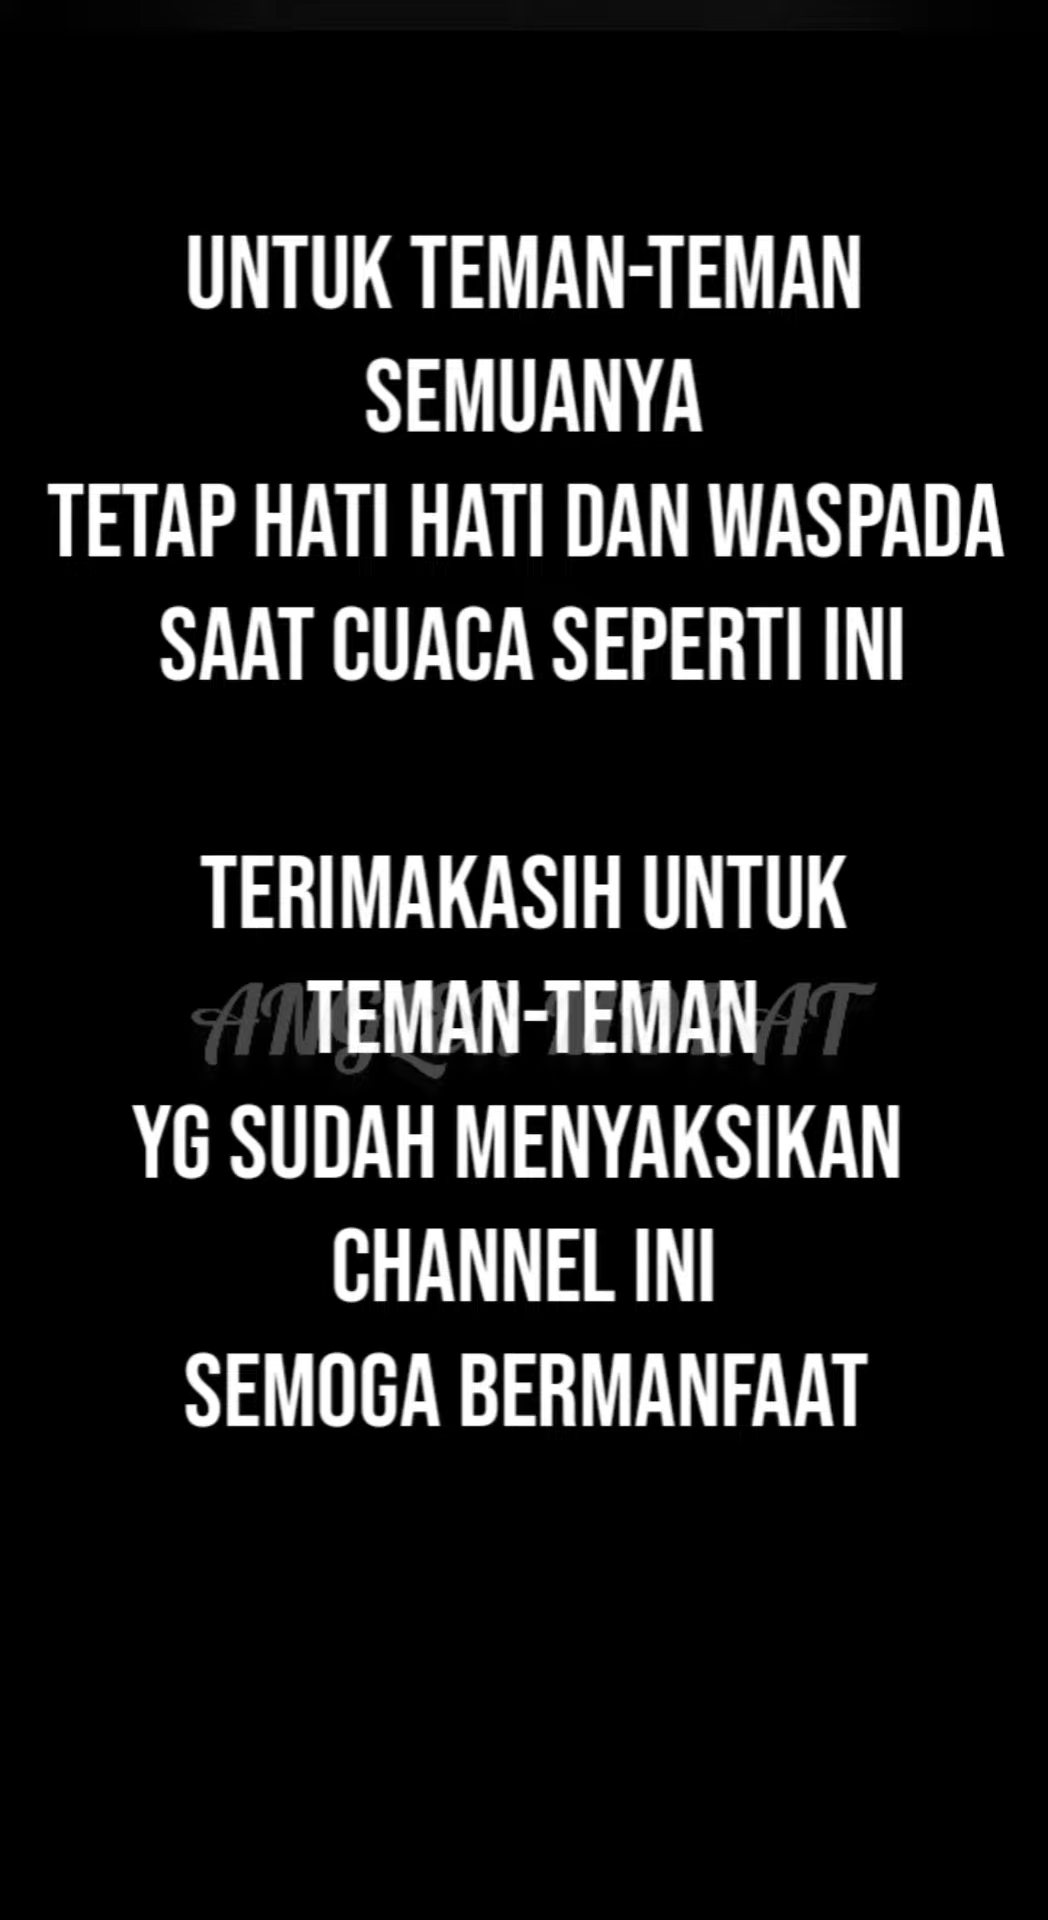 UNTUK TEMAN-TEMAN
SEMUANYA
TETAP HATI HATI DAN WASPADA
SAAT CUACA SEPERTI INI
TERIMAKASIH UNTUK
TEMAN-TEMAN
YG SUDAH MENYAKSIKAN
CHANNEL INI
SEMOGA BERMANFAAT